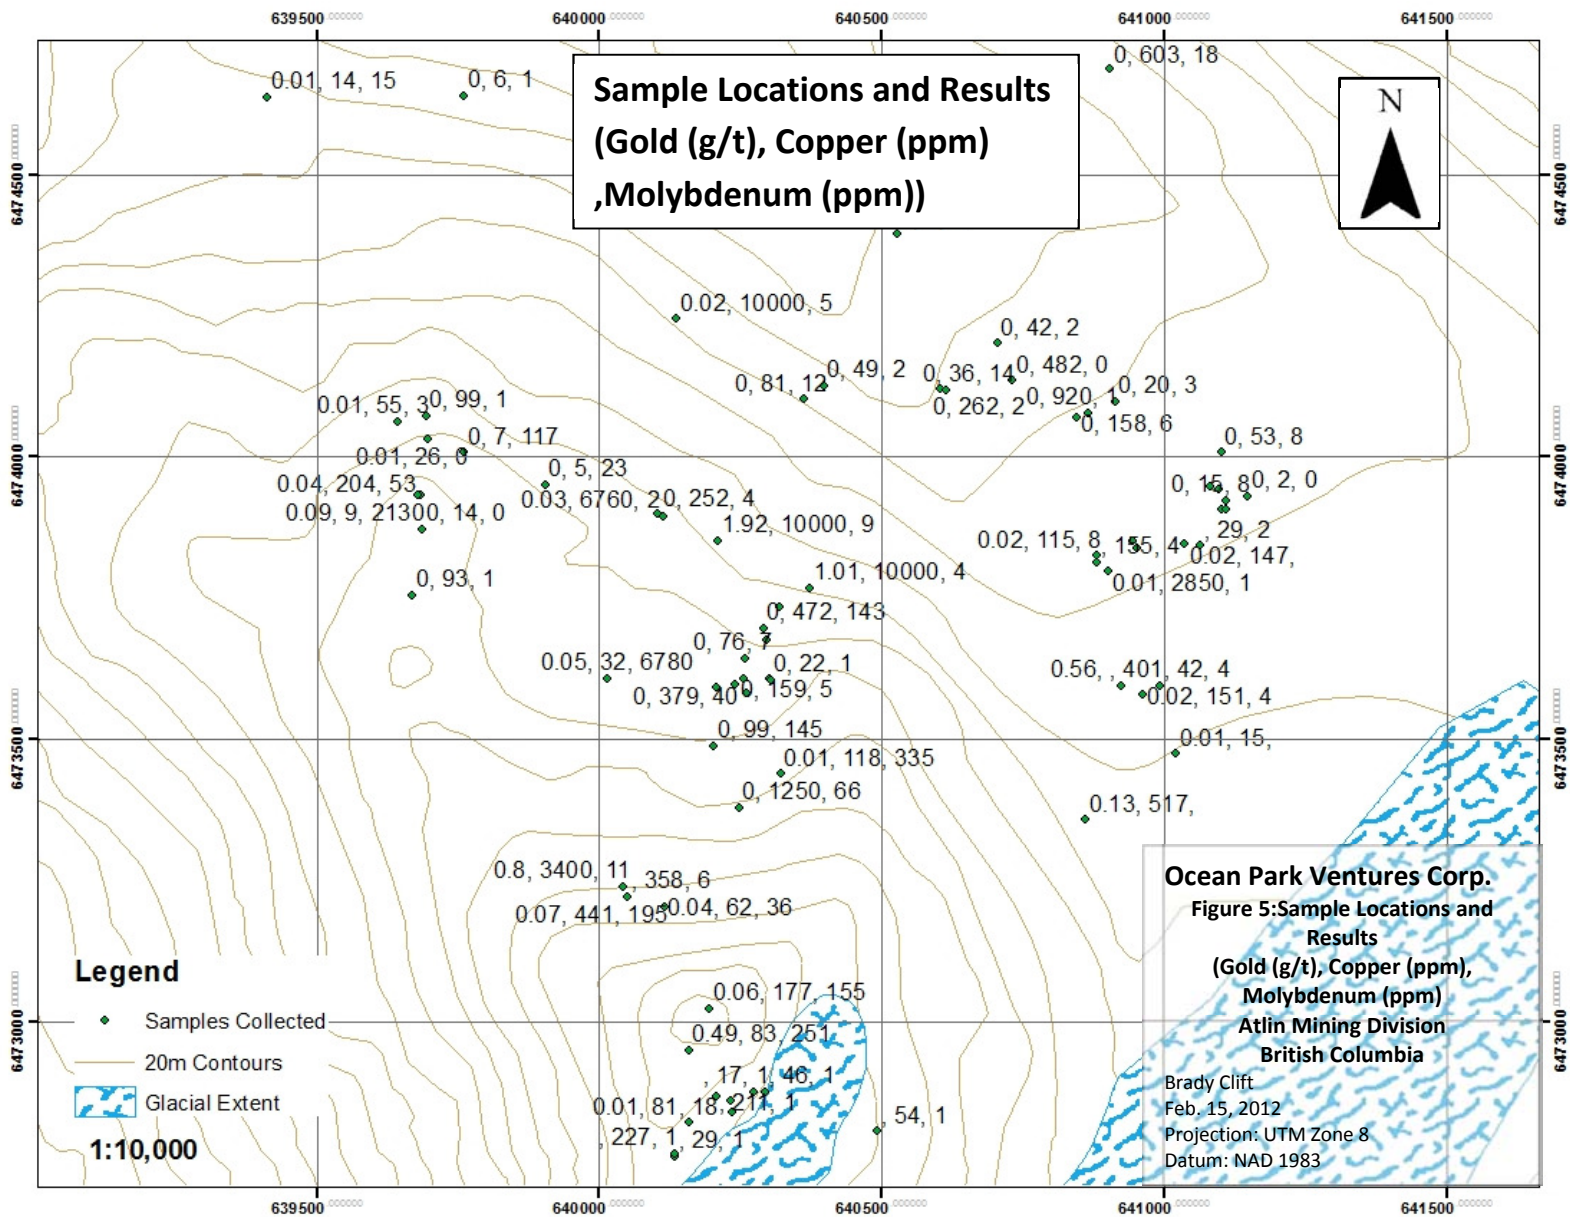 639500 640000 640500 641000 641500
0, 603, 18
0.01, 14, 15
0, 6, 1
Sample Locations and Results
(Gold (g/t), Copper (ppm)
,Molybdenum (ppm))
N
6474500
6474500
0.02, 10000, 5
0, 42, 2
0, 49, 2
0, 482, 0
0, 36, 14
0, 81, 12
0, 20, 3
0, 920, 1
0, 262, 2
0, 158, 6
0.01, 55, 3
0, 99, 1
0, 7, 117
0, 53, 8
6474000
6474000
0.01, 26, 0
0, 5, 23
0.04, 204, 53
0, 15, 8
0, 2, 0
0.03, 6760, 2
0, 252, 4
0.09, 9, 21300, 14, 0
1.92, 10000, 9
, 29, 2
0.02, 115, 8
, 155, 4
0.02, 147,
1.01, 10000, 4
0, 93, 1
0.01, 2850, 1
0, 472, 143
0, 76, 7
0.05, 32, 6780
0, 22, 1
0.56, , 401, 42, 4
0, 379, 40
0, 159, 5
0.02, 151, 4
0, 99, 145
0.01, 15,
6473500
6473500
0.01, 118, 335
0, 1250, 66
0.13, 517,
0.8, 3400, 11
, 358, 6
0.07, 441, 195
0.04, 62, 36
0.06, 177, 155
0.49, 83, 251
6473000
6473000
, 17, 1
, 46, 1
0.01, 81, 18
, 211, 1
, 54, 1
, 227, 1
, 29, 1
Legend
Samples Collected
20m Contours
Glacial Extent
1:10,000
Ocean Park Ventures Corp.
Figure 5:Sample Locations and
Results
(Gold (g/t), Copper (ppm),
Molybdenum (ppm)
Atlin Mining Division
British Columbia
Brady Clift
Feb. 15, 2012
Projection: UTM Zone 8
Datum: NAD 1983
639500 640000 640500 641000 641500